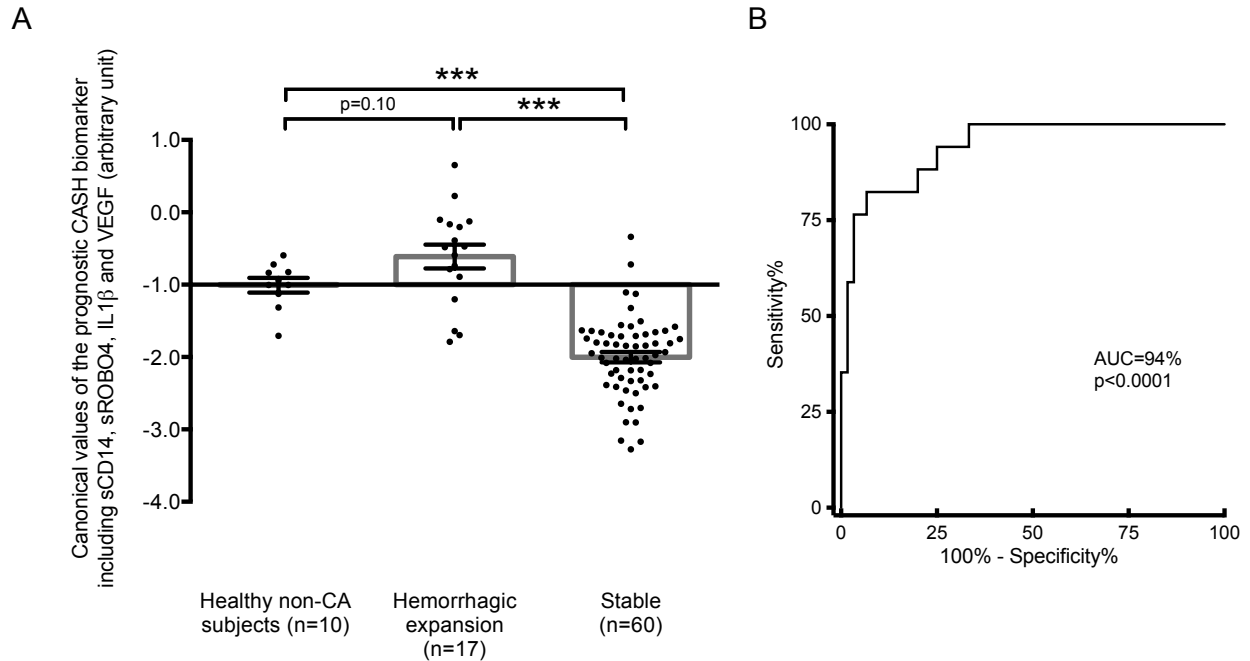 A
Canonical values of the prognostic CASH biomarker
including sCD14, sROBO4, IL1β and VEGF (arbitrary unit)
***
p=0.10
***
1.0
0.0
-1.0
-2.0
-3.0
-4.0
Healthy non-CA
subjects (n=10)
Hemorrhagic
expansion
(n=17)
Stable
(n=60)
B
Sensitivity%
100
75
50
25
0
AUC=94%
p<0.0001
0
25
50
75
100
100% - Specificity%